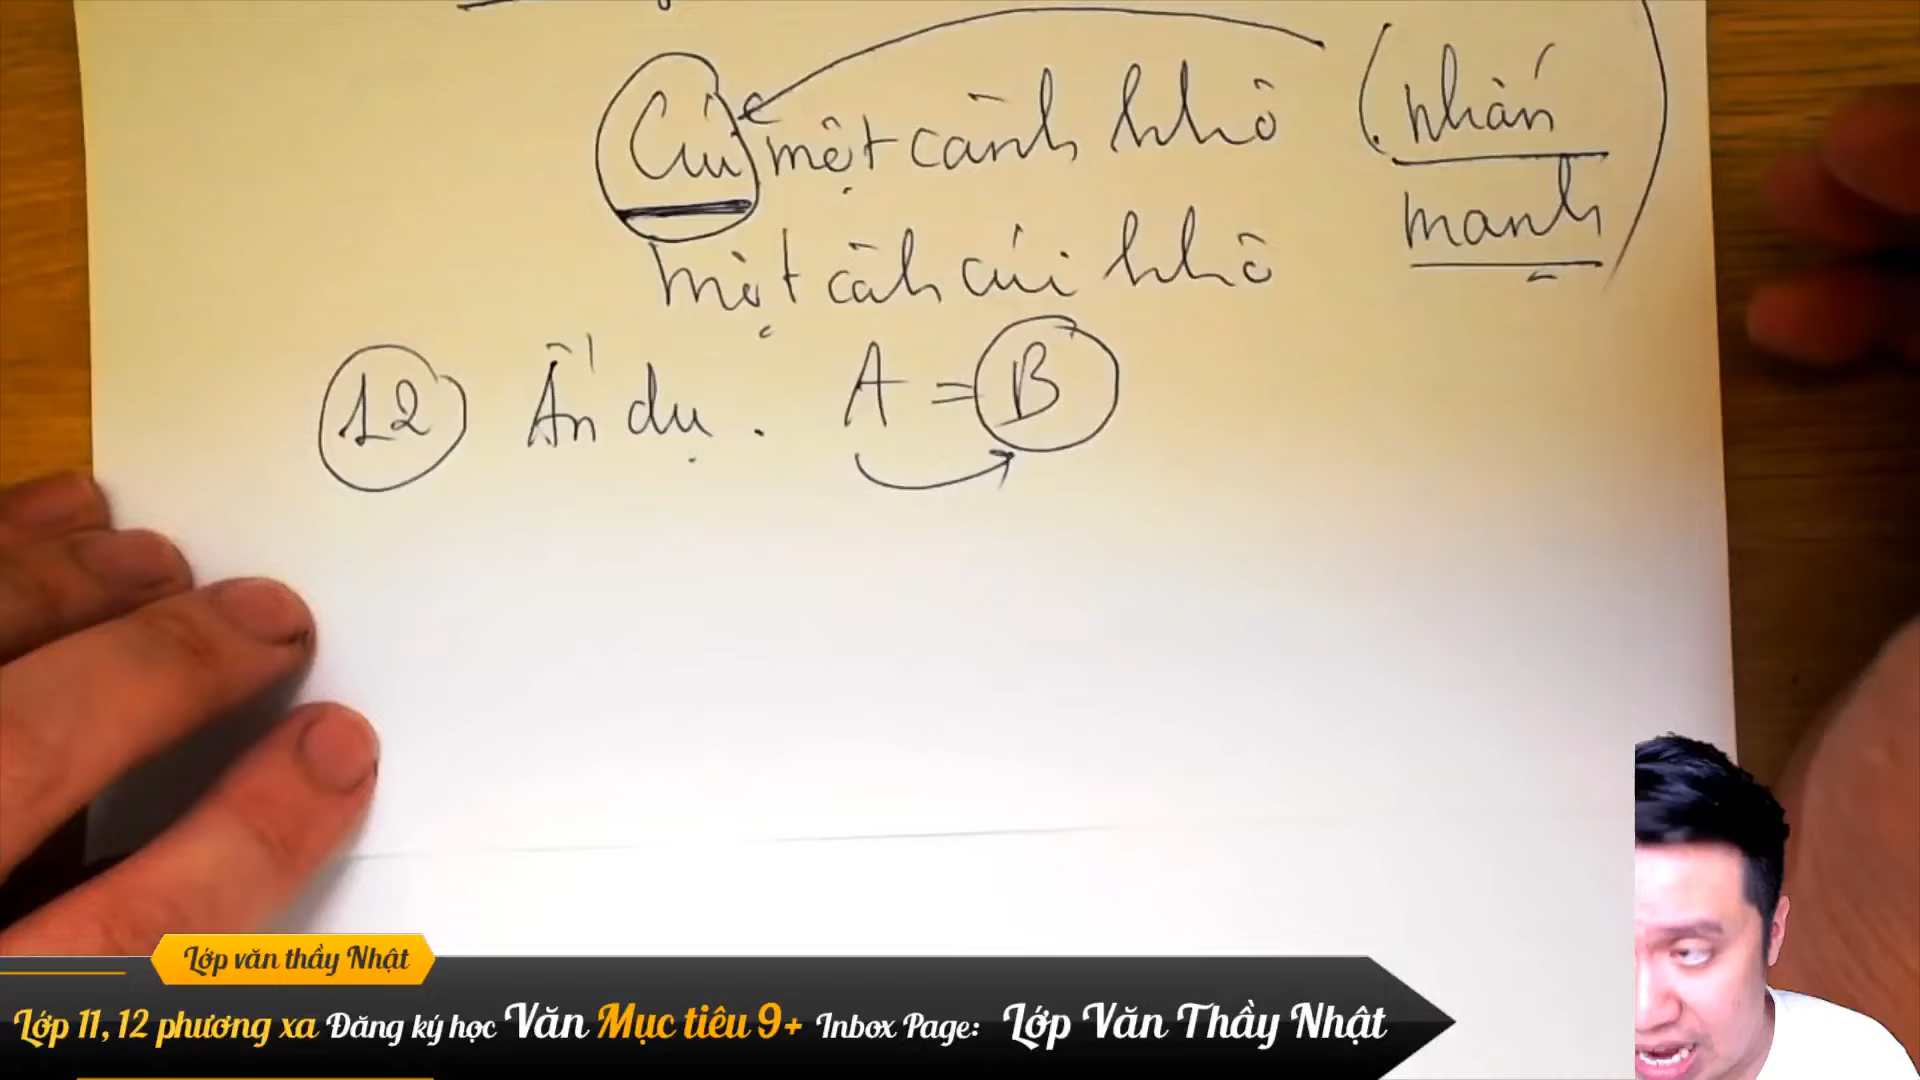 Củi một cành khô (nhấn
mạnh)
một cành củi khô
12 Ẩn dụ. A = B
Lớp văn thầy Nhật
Lớp 11, 12 phương xa Đăng ký học Văn Mục tiêu 9+ Inbox Page: Lớp Văn Thầy Nhật